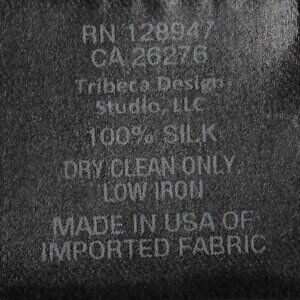 RN 128947
CA 26276
Tribeca Design
Studio, LLC
100% SILK
DRY CLEAN ONLY
LOW IRON
MADE IN USA OF
IMPORTED FABRIC